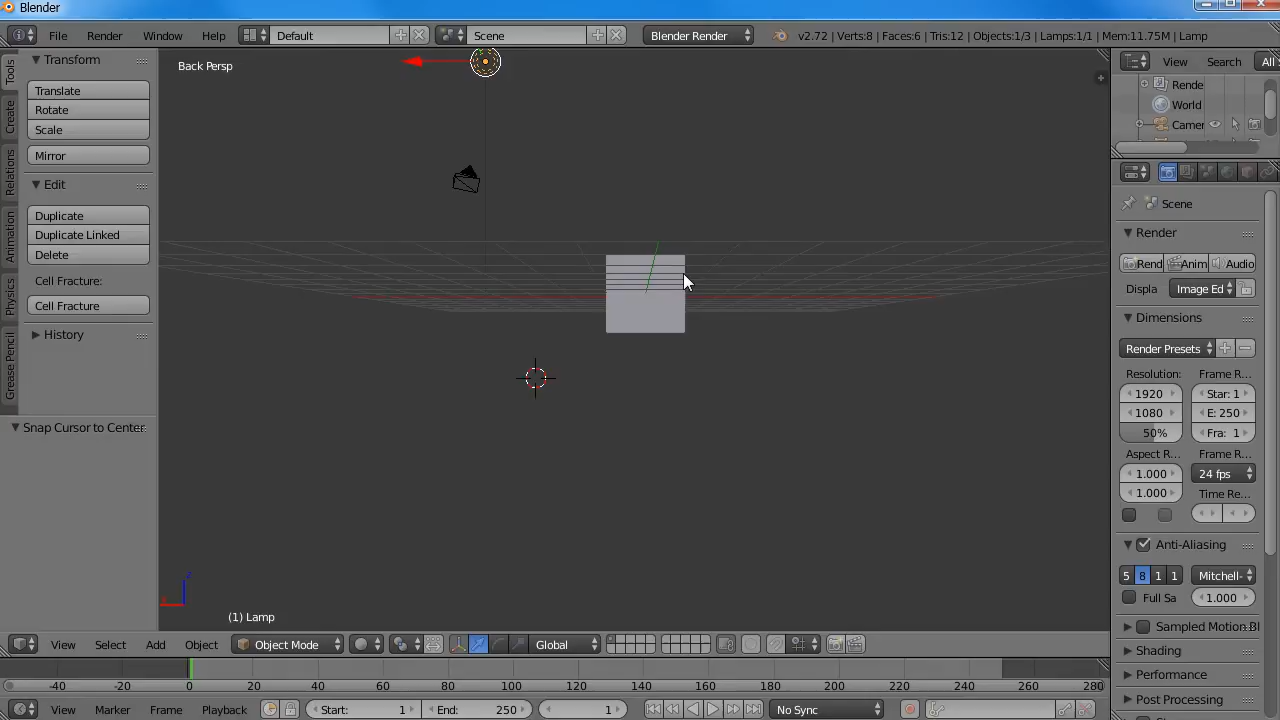 Blender
File Render Window Help Default Scene Blender Render v2.72 | Verts:8 | Faces:6 | Tris:12 | Objects:1/3 | Lamps:1/1 | Mem:11.75M | Lamp
Tools
Create
Relations
Animation
Physics
Grease Pencil
Transform
Translate
Rotate
Scale
Mirror
Edit
Duplicate
Duplicate Linked
Delete
Cell Fracture:
Cell Fracture
History
Snap Cursor to Center
Back Persp
x
z
(1) Lamp
View Search All
Rende
World
Camer
Scene
Render
Rend Anim Audio
Displa Image Ed
Dimensions
Render Presets
Resolution: Frame R...
1920 Star: 1
1080 E: 250
50% Fra: 1
Aspect R... Frame R...
1.000 24 fps
1.000 Time Re...
Anti-Aliasing
5 8 1 1 Mitchell-
Full Sa 1.000
Sampled Motion Bl
Shading
Performance
Post Processing
View Select Add Object Object Mode Global
-40 -20 0 20 40 60 80 100 120 140 160 180 200 220 240 260 280
View Marker Frame Playback Start: 1 End: 250 1 No Sync